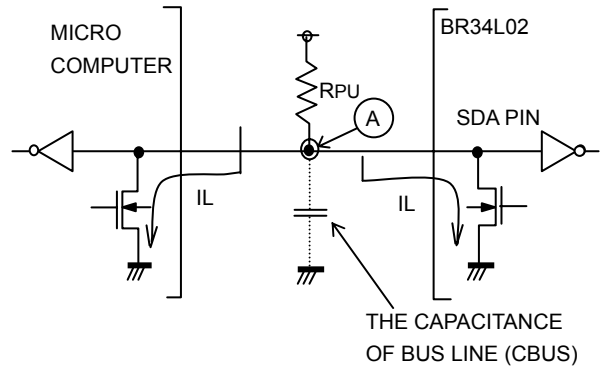 MICRO
COMPUTER
BR34L02
RPU
A
SDA PIN
IL
IL
THE CAPACITANCE
OF BUS LINE (CBUS)